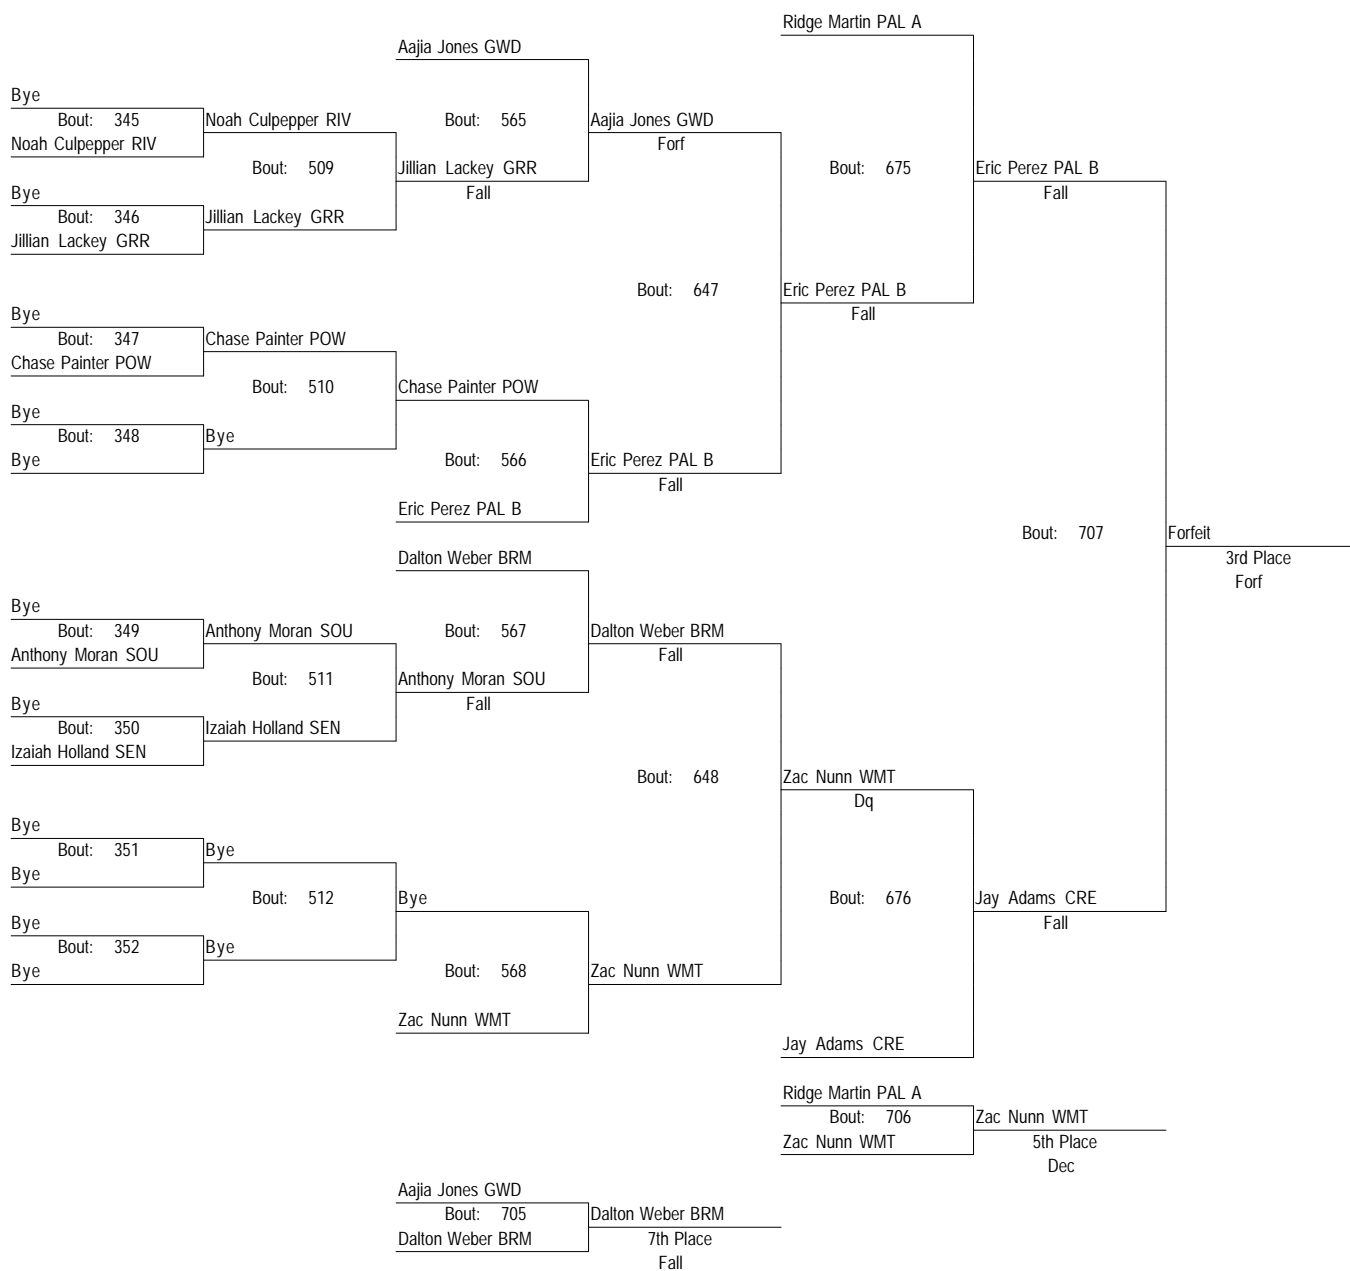 Ridge Martin PAL A
Aajia Jones GWD
Bye
Bout: 345
Noah Culpepper RIV
Noah Culpepper RIV
Bout: 565
Aajia Jones GWD
Forf
Bout: 509
Jillian Lackey GRR
Fall
Bout: 675
Eric Perez PAL B
Fall
Bye
Bout: 346
Jillian Lackey GRR
Jillian Lackey GRR
Bout: 647
Eric Perez PAL B
Fall
Bye
Bout: 347
Chase Painter POW
Chase Painter POW
Bout: 510
Chase Painter POW
Bye
Bout: 348
Bye
Bye
Bout: 566
Eric Perez PAL B
Fall
Eric Perez PAL B
Bout: 707
Forfeit
3rd Place
Forf
Dalton Weber BRM
Bye
Bout: 349
Anthony Moran SOU
Anthony Moran SOU
Bout: 567
Dalton Weber BRM
Fall
Bout: 511
Anthony Moran SOU
Fall
Bye
Bout: 350
Izaiah Holland SEN
Izaiah Holland SEN
Bout: 648
Zac Nunn WMT
Dq
Bye
Bout: 351
Bye
Bye
Bout: 512
Bye
Bout: 676
Jay Adams CRE
Fall
Bye
Bout: 352
Bye
Bye
Bout: 568
Zac Nunn WMT
Zac Nunn WMT
Jay Adams CRE
Ridge Martin PAL A
Bout: 706
Zac Nunn WMT
Zac Nunn WMT
5th Place
Dec
Aajia Jones GWD
Bout: 705
Dalton Weber BRM
Dalton Weber BRM
7th Place
Fall